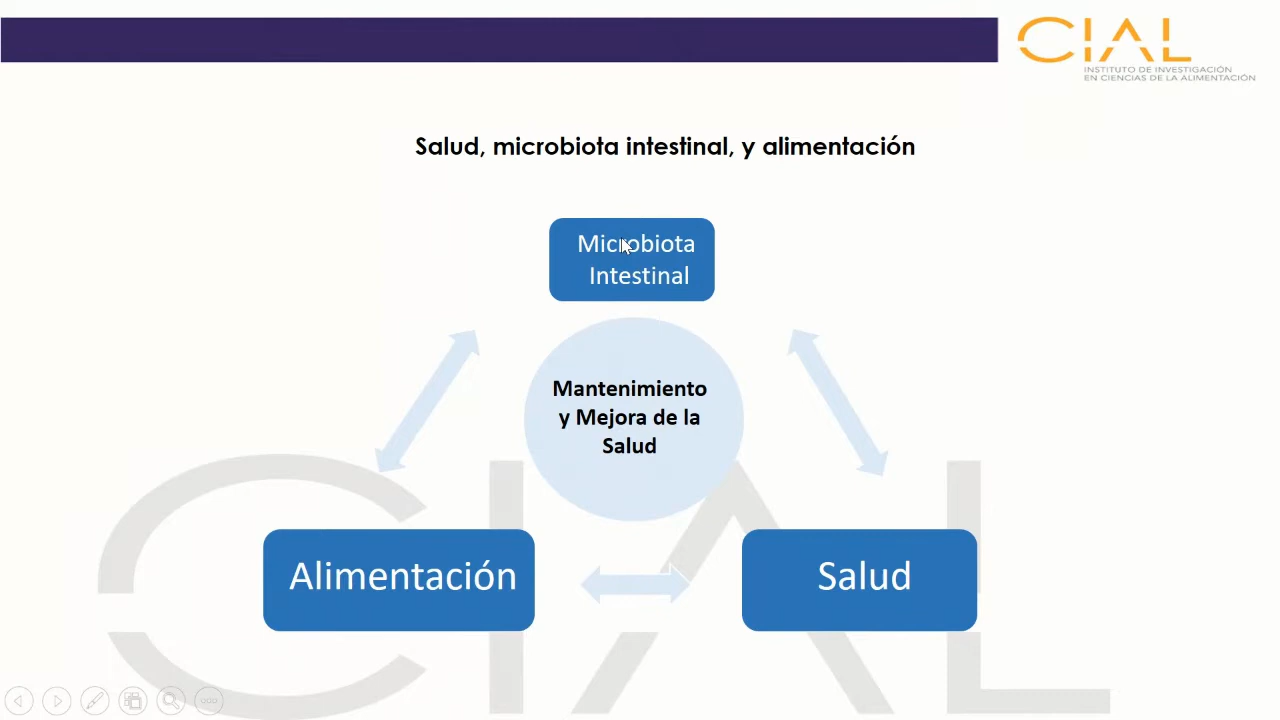 CIAL
INSTITUTO DE INVESTIGACIÓN
EN CIENCIAS DE LA ALIMENTACIÓN
Salud, microbiota intestinal, y alimentación
Microbiota
Intestinal
Mantenimiento
y Mejora de la
Salud
Alimentación
Salud
CIAL